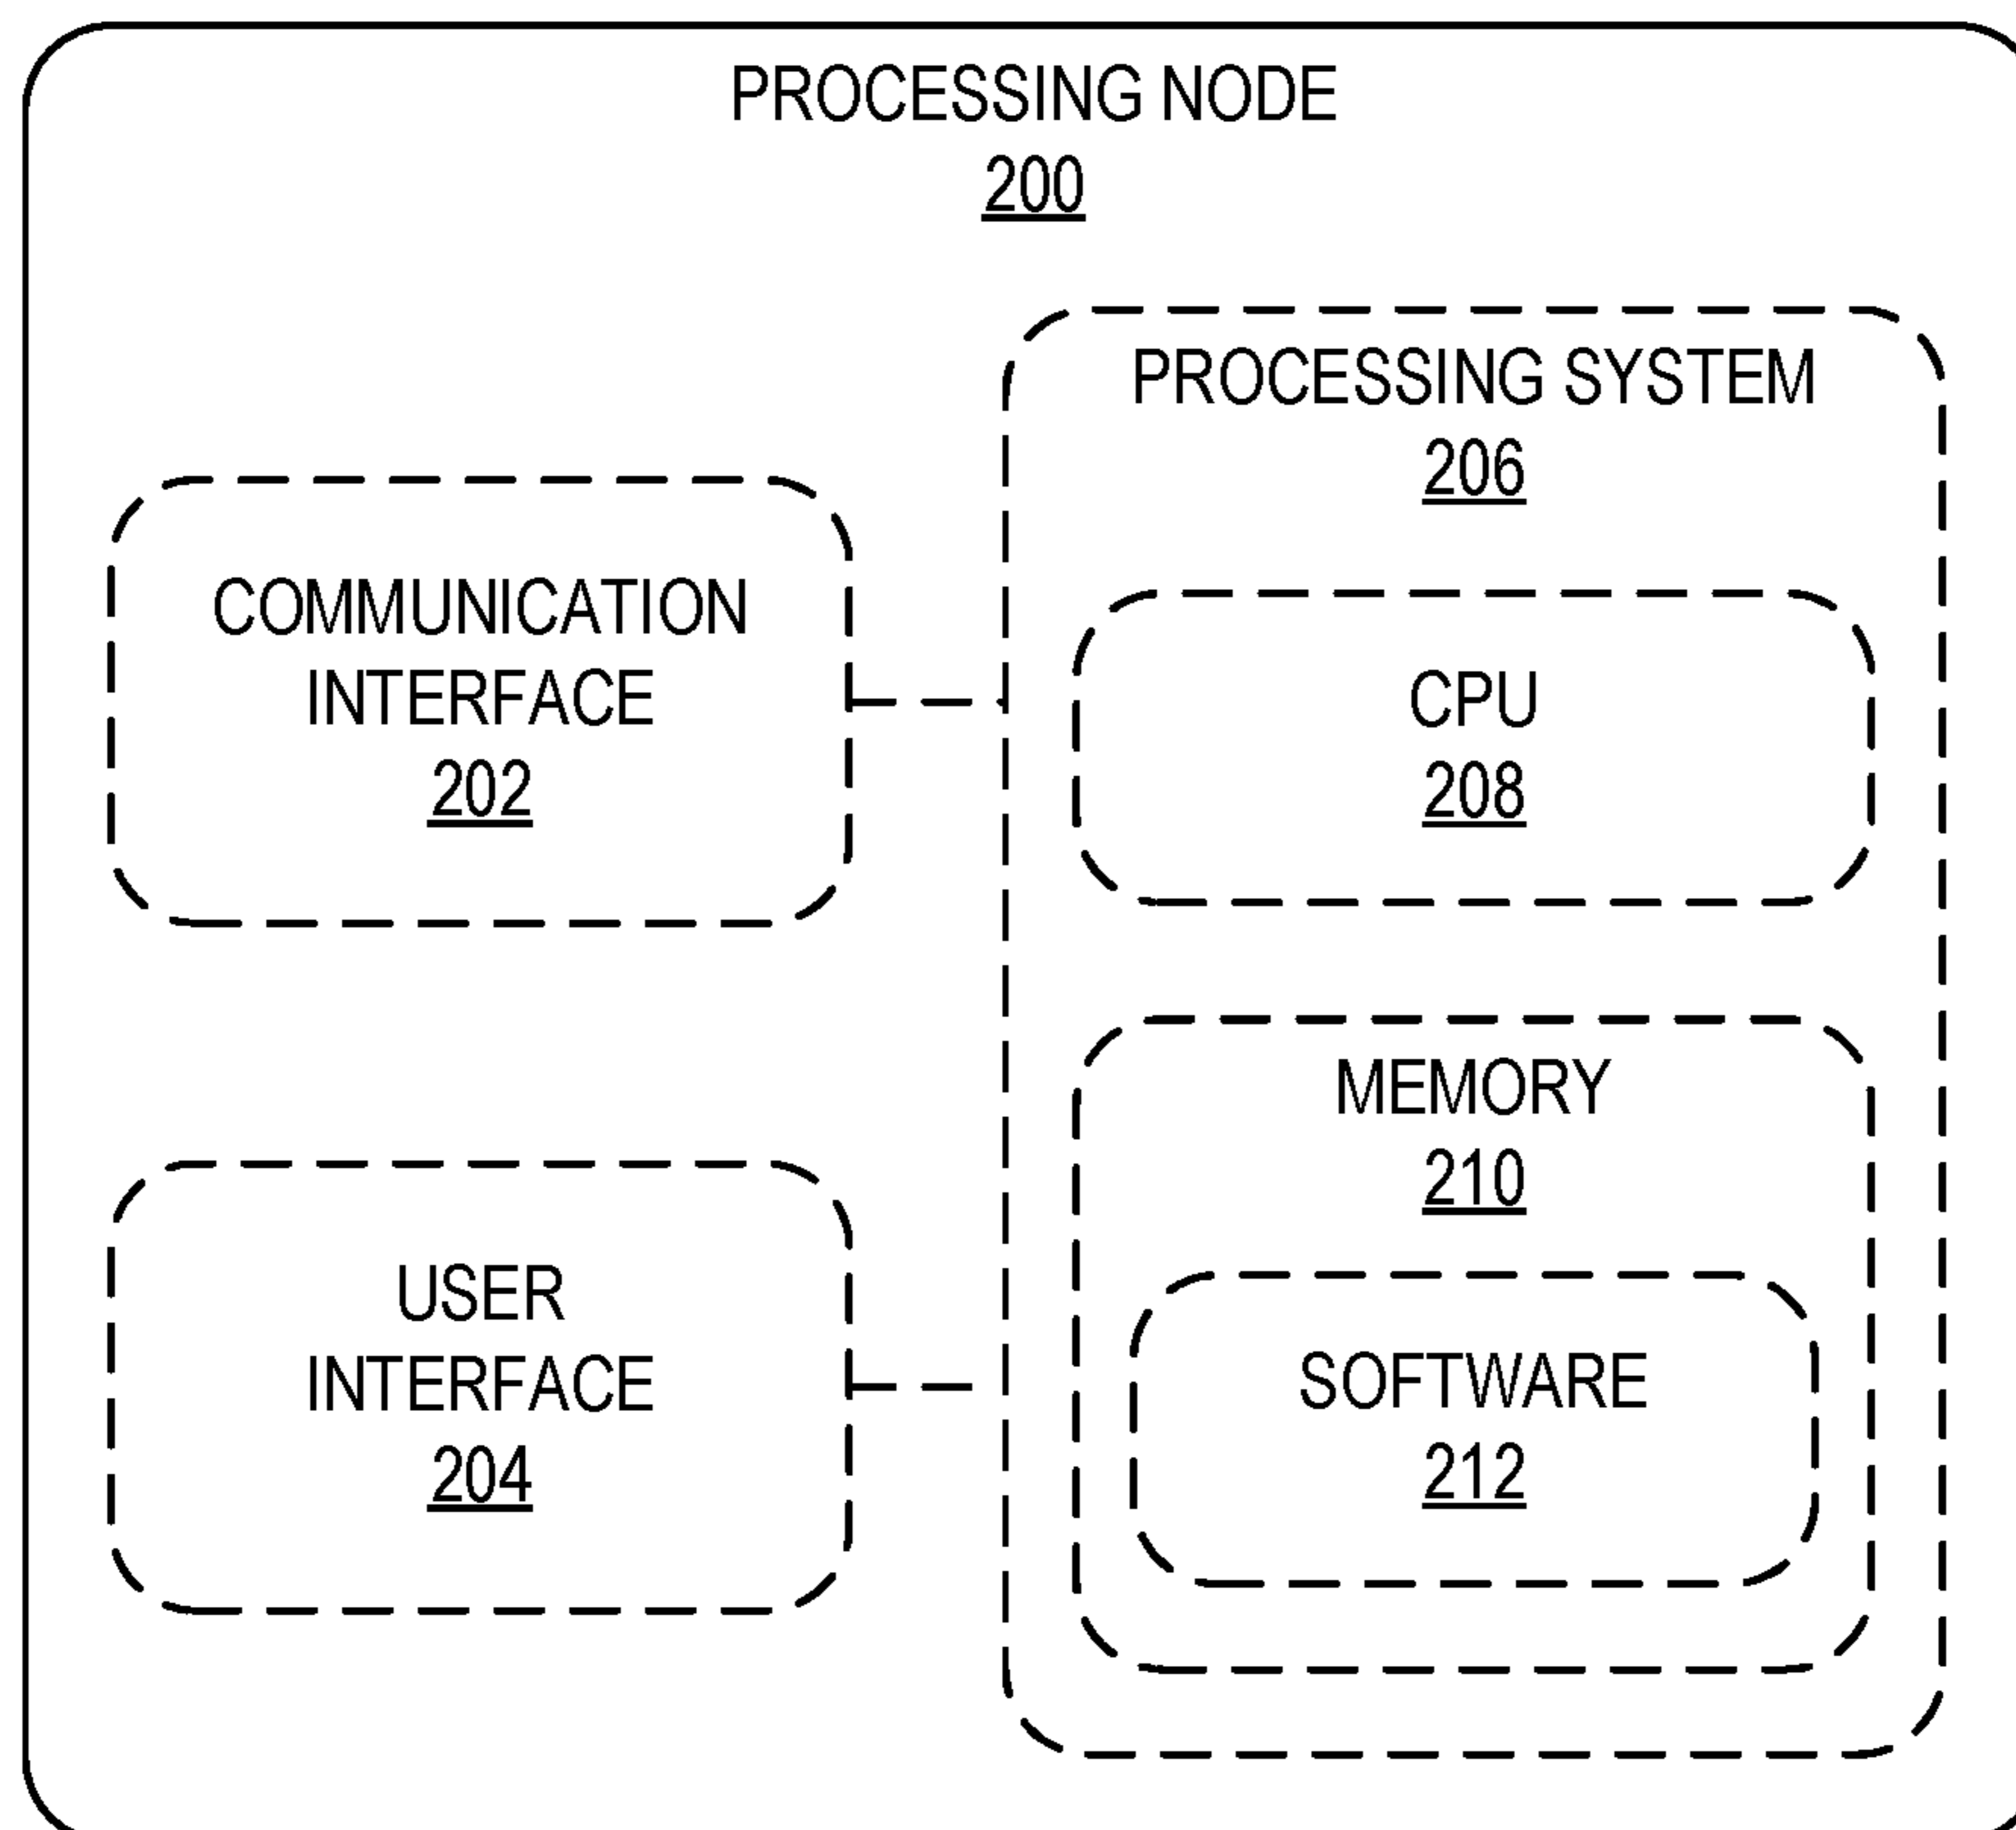 PROCESSING NODE
200
PROCESSING SYSTEM
206
COMMUNICATION
INTERFACE
202
CPU
208
MEMORY
210
USER
INTERFACE
204
SOFTWARE
212